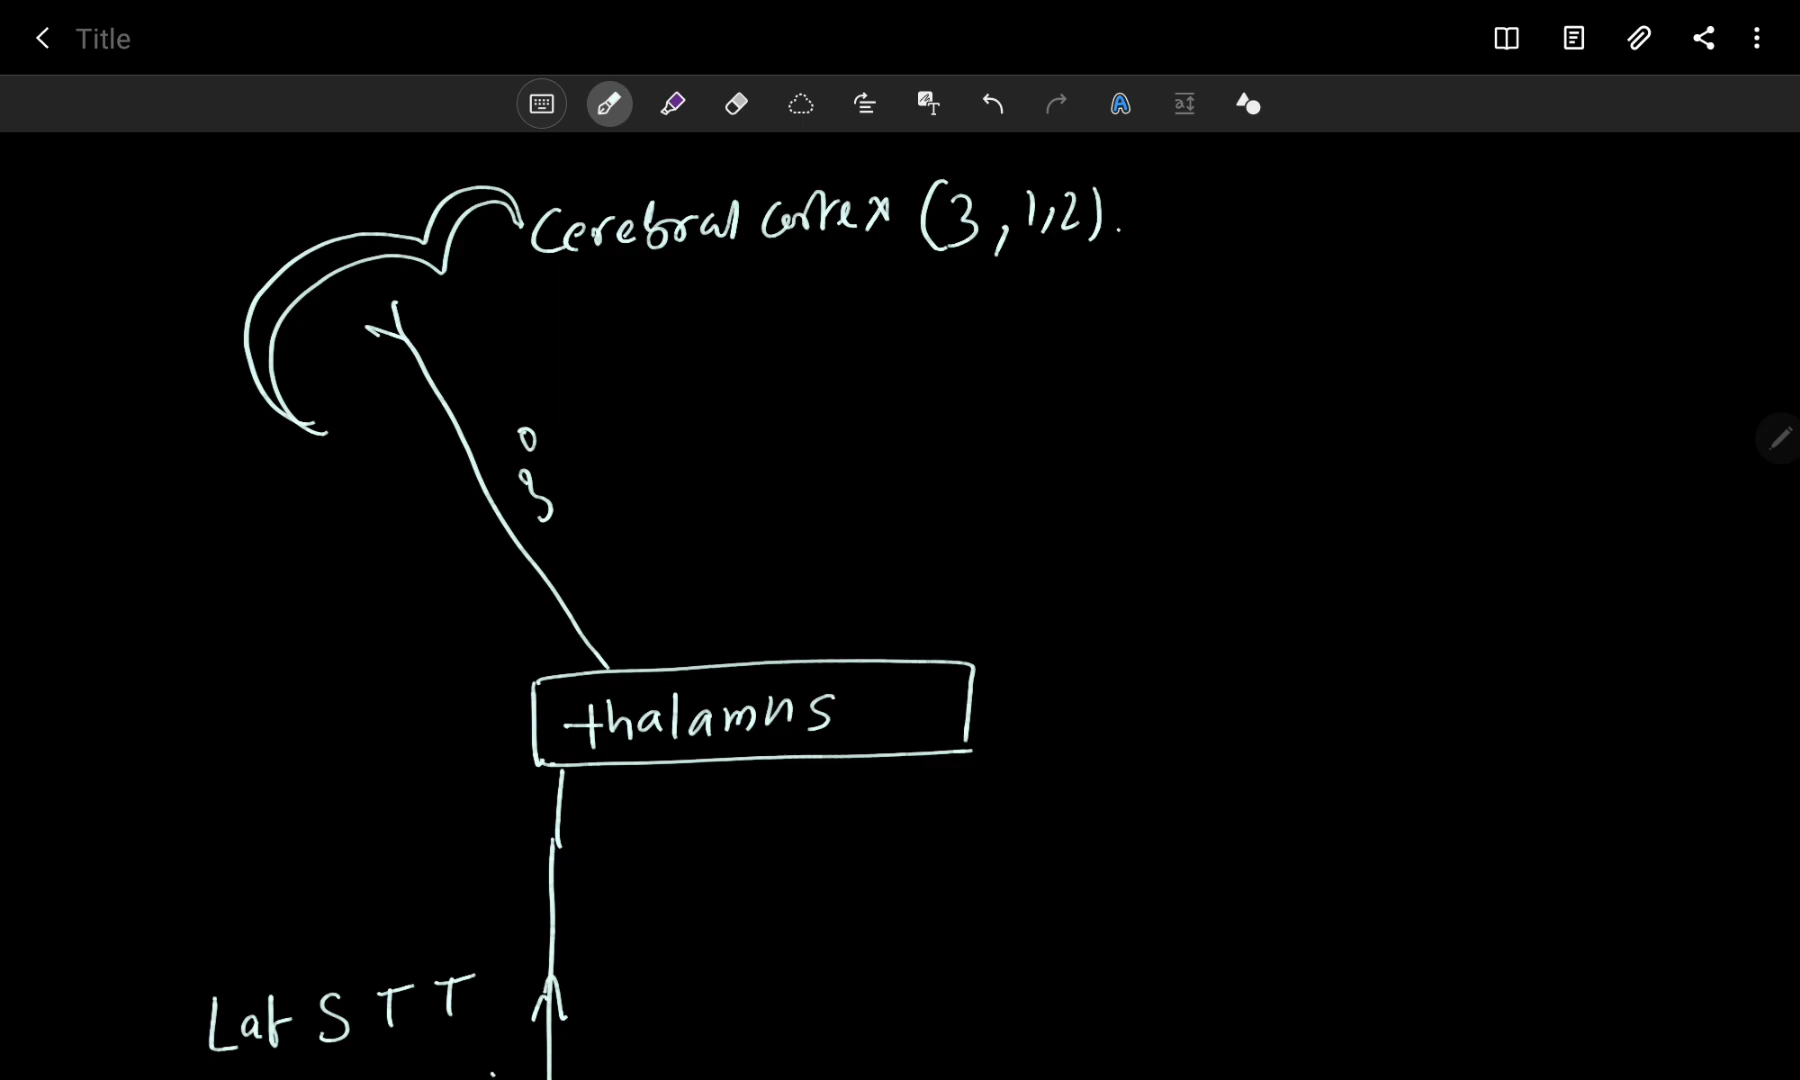 Title
Cerebral cortex (3, 1,2).
thalamus
Lat STT